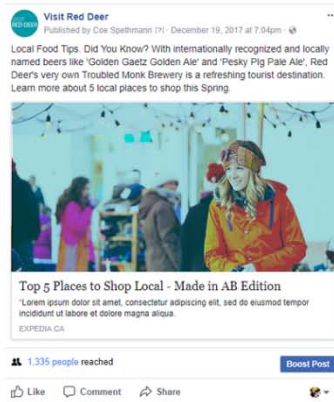 Visit Red Deer
Published by Coe Spethmann [?] · December 19, 2017 at 7:04pm ·
Local Food Tips. Did You Know? With internationally recognized and locally
named beers like 'Golden Gaetz Golden Ale' and 'Pesky Pig Pale Ale', Red
Deer's very own Troubled Monk Brewery is a refreshing tourist destination.
Learn more about 5 local places to shop this Spring.
Top 5 Places to Shop Local - Made in AB Edition
"Lorem ipsum dolor sit amet, consectetur adipiscing elit, sed do eiusmod tempor
incididunt ut labore et dolore magna aliqua.
EXPEDIA.CA
1,335 people reached
Boost Post
Like Comment Share